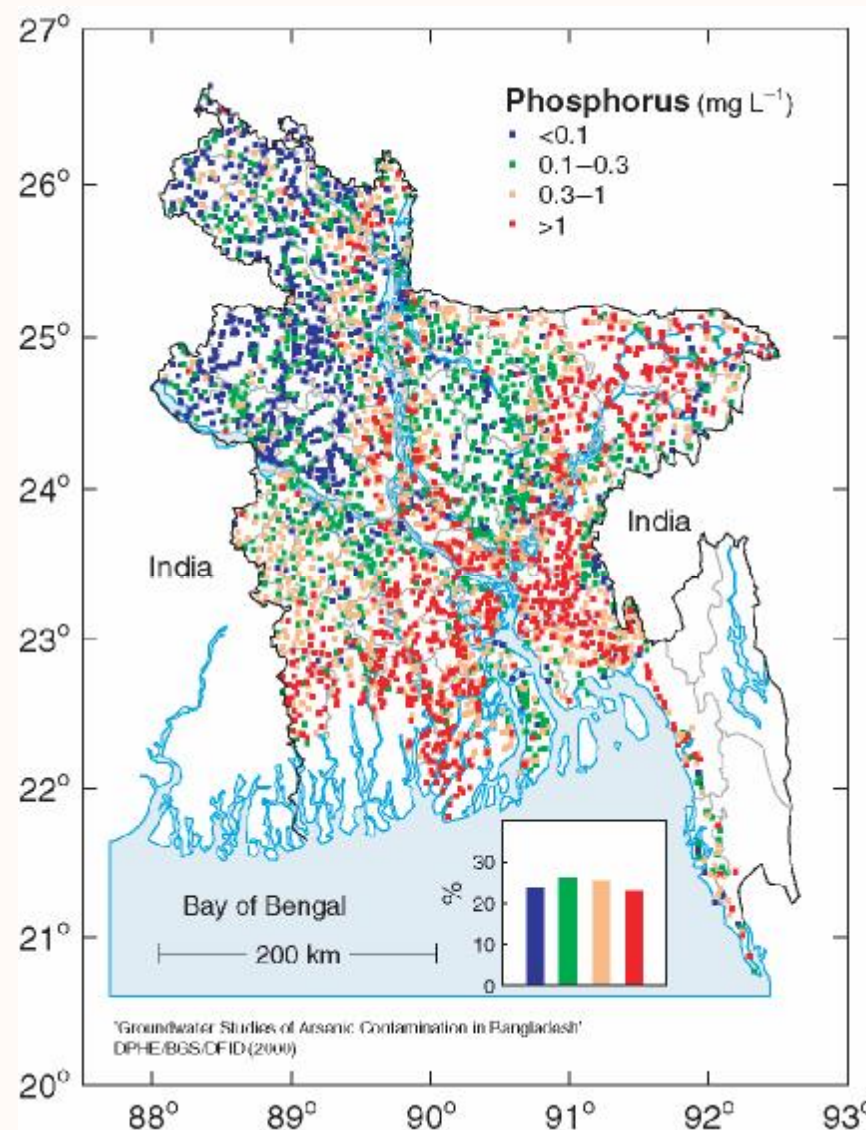 27°
26°
25°
24°
23°
22°
21°
20°
Phosphorus (mg L⁻¹)
<0.1
0.1–0.3
0.3–1
>1
India
India
Bay of Bengal
200 km
%
30
20
10
0
'Groundwater Studies of Arsenic Contamination in Bangladesh'
DPHE/BGS/DFID (2000)
88° 89° 90° 91° 92° 93°